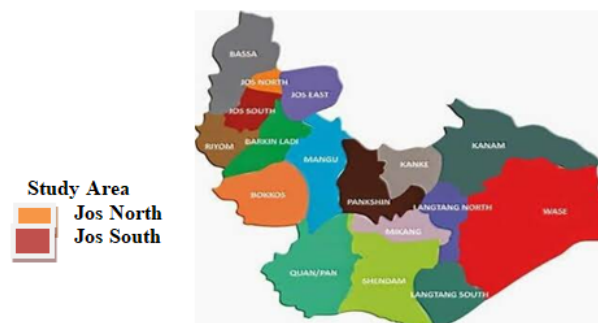 BASSA
JOS NORTH
JOS EAST
JOS SOUTH
RIYOM
BARKIN LADI
MANGU
KANKE
KANAM
BOKKOS
PANKSHIN
LANGTANG NORTH
WASE
MIKANG
QUAN/PAN
SHENDAM
LANGTANG SOUTH
Study Area
Jos North
Jos South